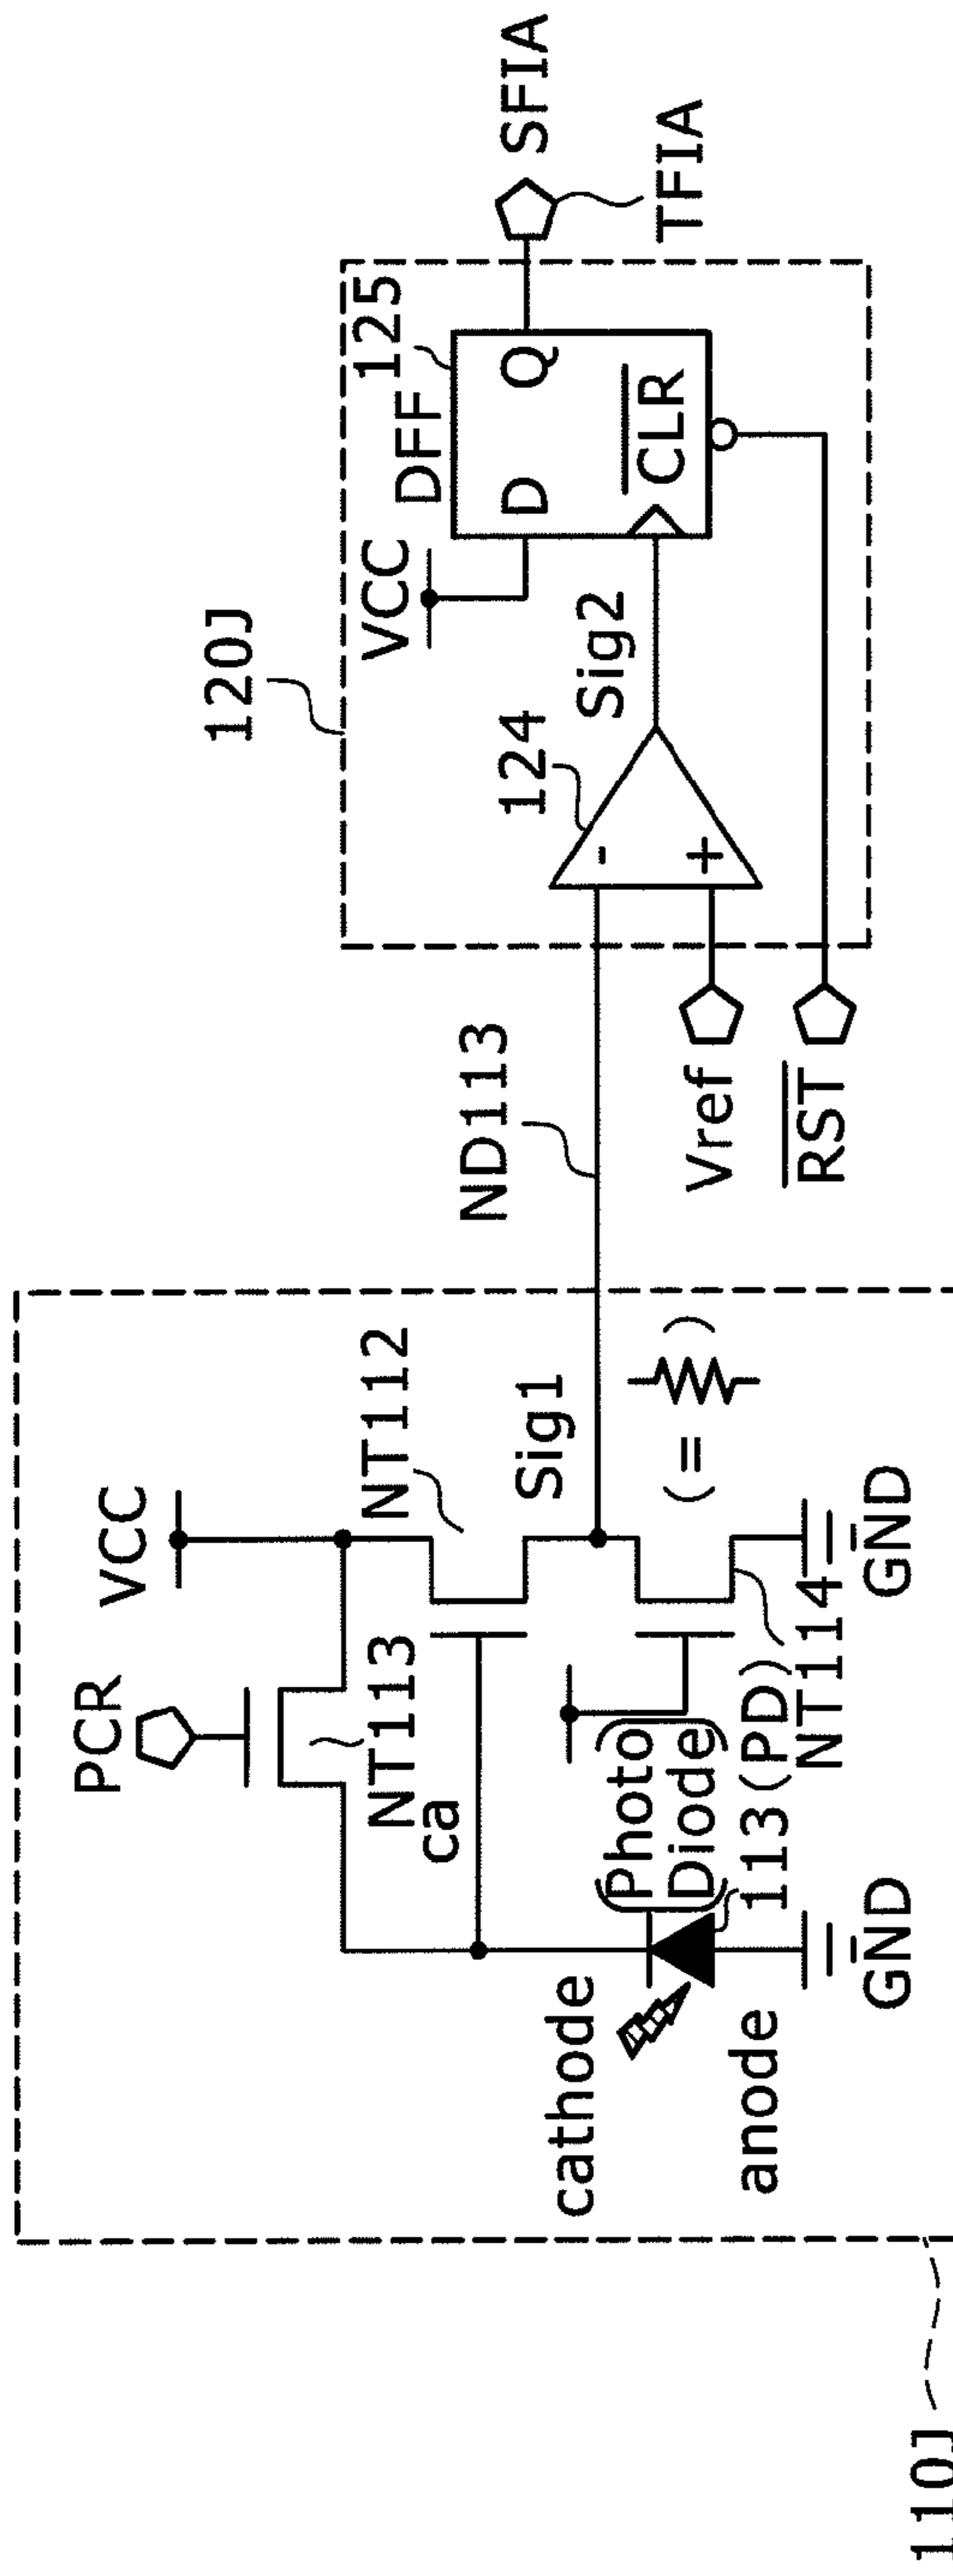 110J
VCC
PCR
NT113
ca
NT112
cathode
(Photo
Diode)
113(PD)
anode
Sig1
(= )
NT114
GND
GND
ND113
Vref
RST
120J
124
-
+
Sig2
VCC
DFF
125
D
Q
CLR
SFIA
TFIA